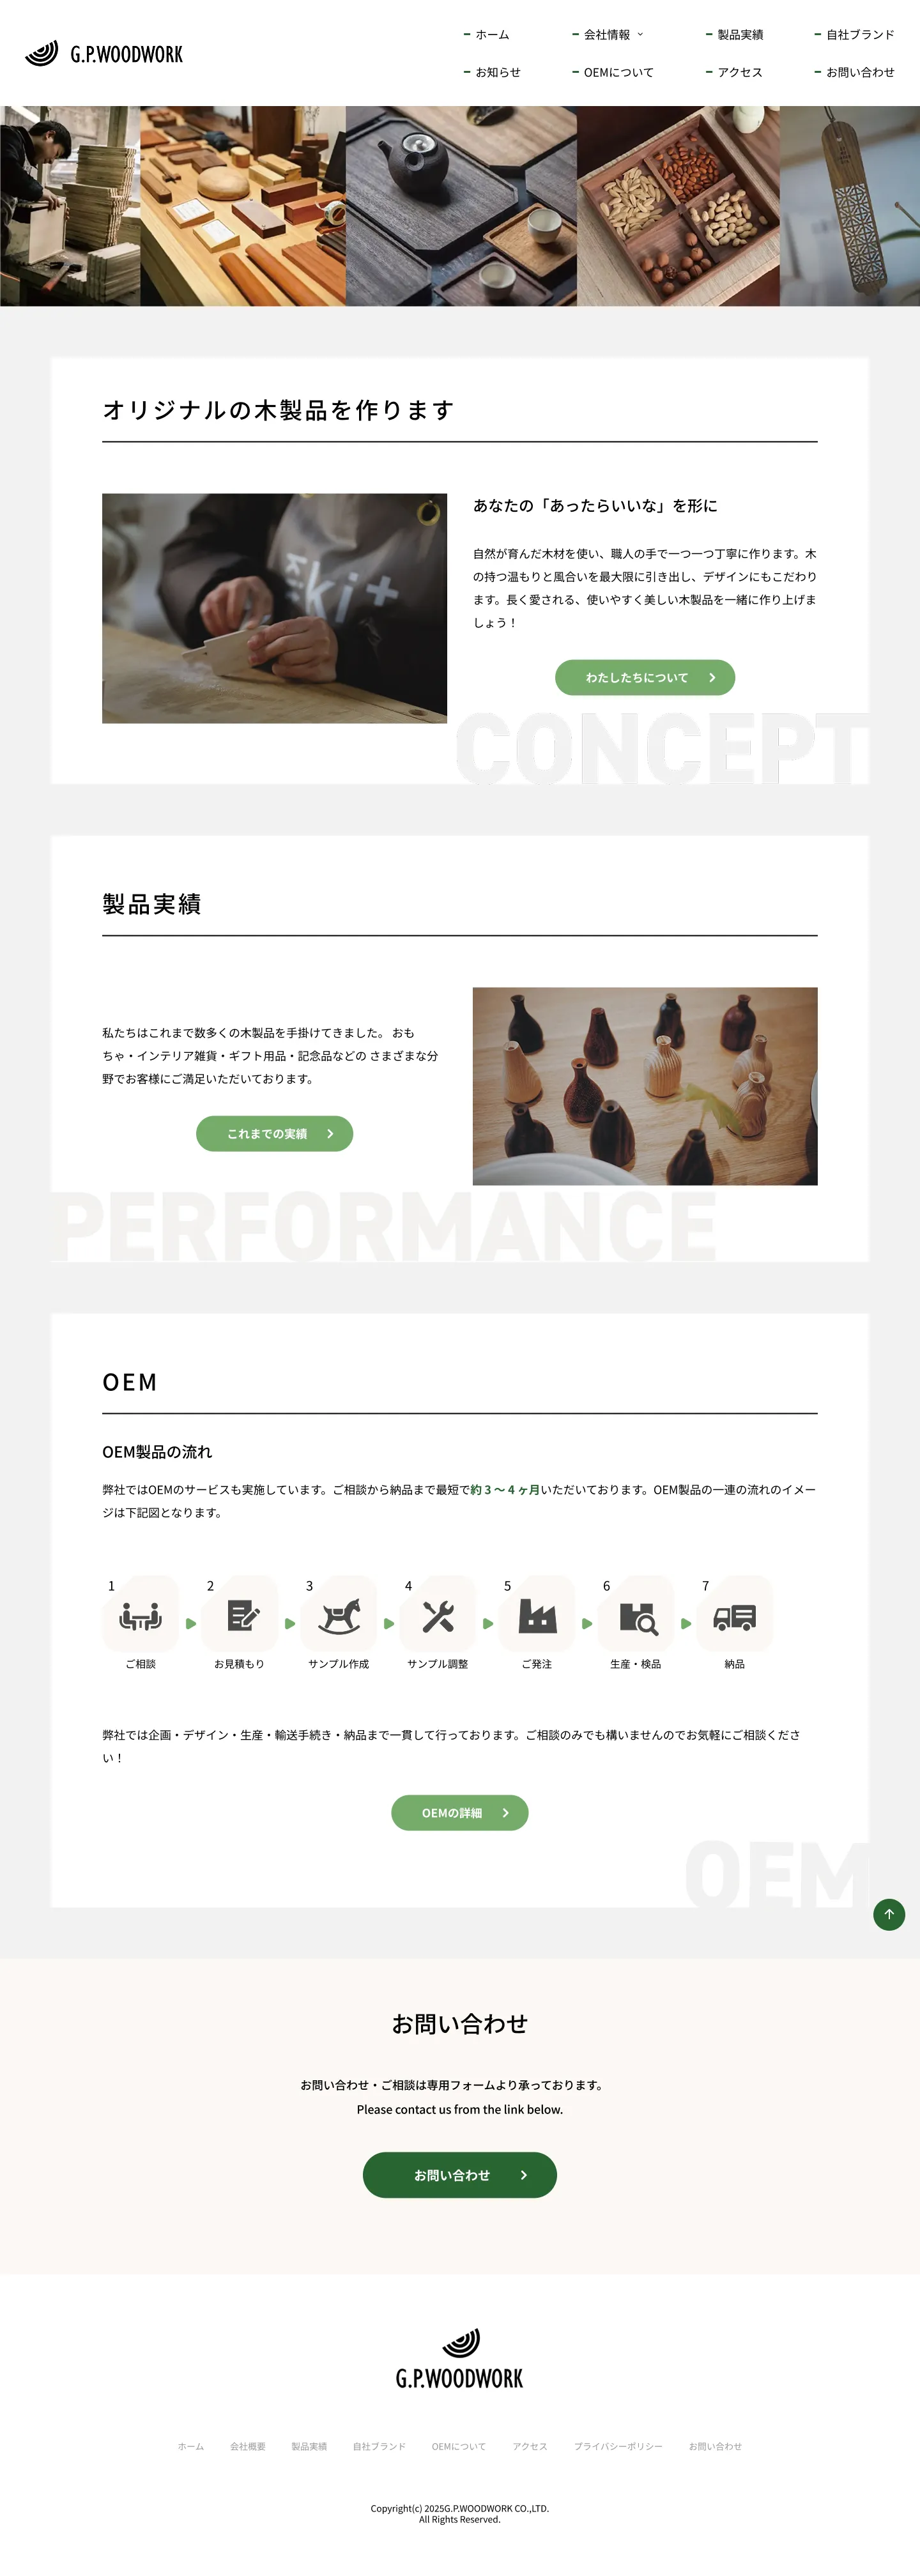 G.P.WOODWORK
ホーム
会社情報
製品実績
自社ブランド
お知らせ
OEMについて
アクセス
お問い合わせ
オリジナルの木製品を作ります
あなたの「あったらいいな」を形に
自然が育んだ木材を使い、職人の手で一つ一つ丁寧に作ります。木
の持つ温もりと風合いを最大限に引き出し、デザインにもこだわり
ます。長く愛される、使いやすく美しい木製品を一緒に作り上げま
しょう！
わたしたちについて
CONCEPT
製品実績
私たちはこれまで数多くの木製品を手掛けてきました。 おも
ちゃ・インテリア雑貨・ギフト用品・記念品などの さまざまな分
野でお客様にご満足いただいております。
これまでの実績
PERFORMANCE
OEM
OEM製品の流れ
弊社ではOEMのサービスも実施しています。ご相談から納品まで最短で約３〜４ヶ月いただいております。OEM製品の一連の流れのイメー
ジは下記図となります。
1
2
3
4
5
6
7
ご相談
お見積もり
サンプル作成
サンプル調整
ご発注
生産・検品
納品
弊社では企画・デザイン・生産・輸送手続き・納品まで一貫して行っております。ご相談のみでも構いませんのでお気軽にご相談くださ
い！
OEMの詳細
OEM
お問い合わせ
お問い合わせ・ご相談は専用フォームより承っております。
Please contact us from the link below.
お問い合わせ
G.P.WOODWORK
ホーム
会社概要
製品実績
自社ブランド
OEMについて
アクセス
プライバシーポリシー
お問い合わせ
Copyright(c) 2025G.P.WOODWORK CO.,LTD.
All Rights Reserved.